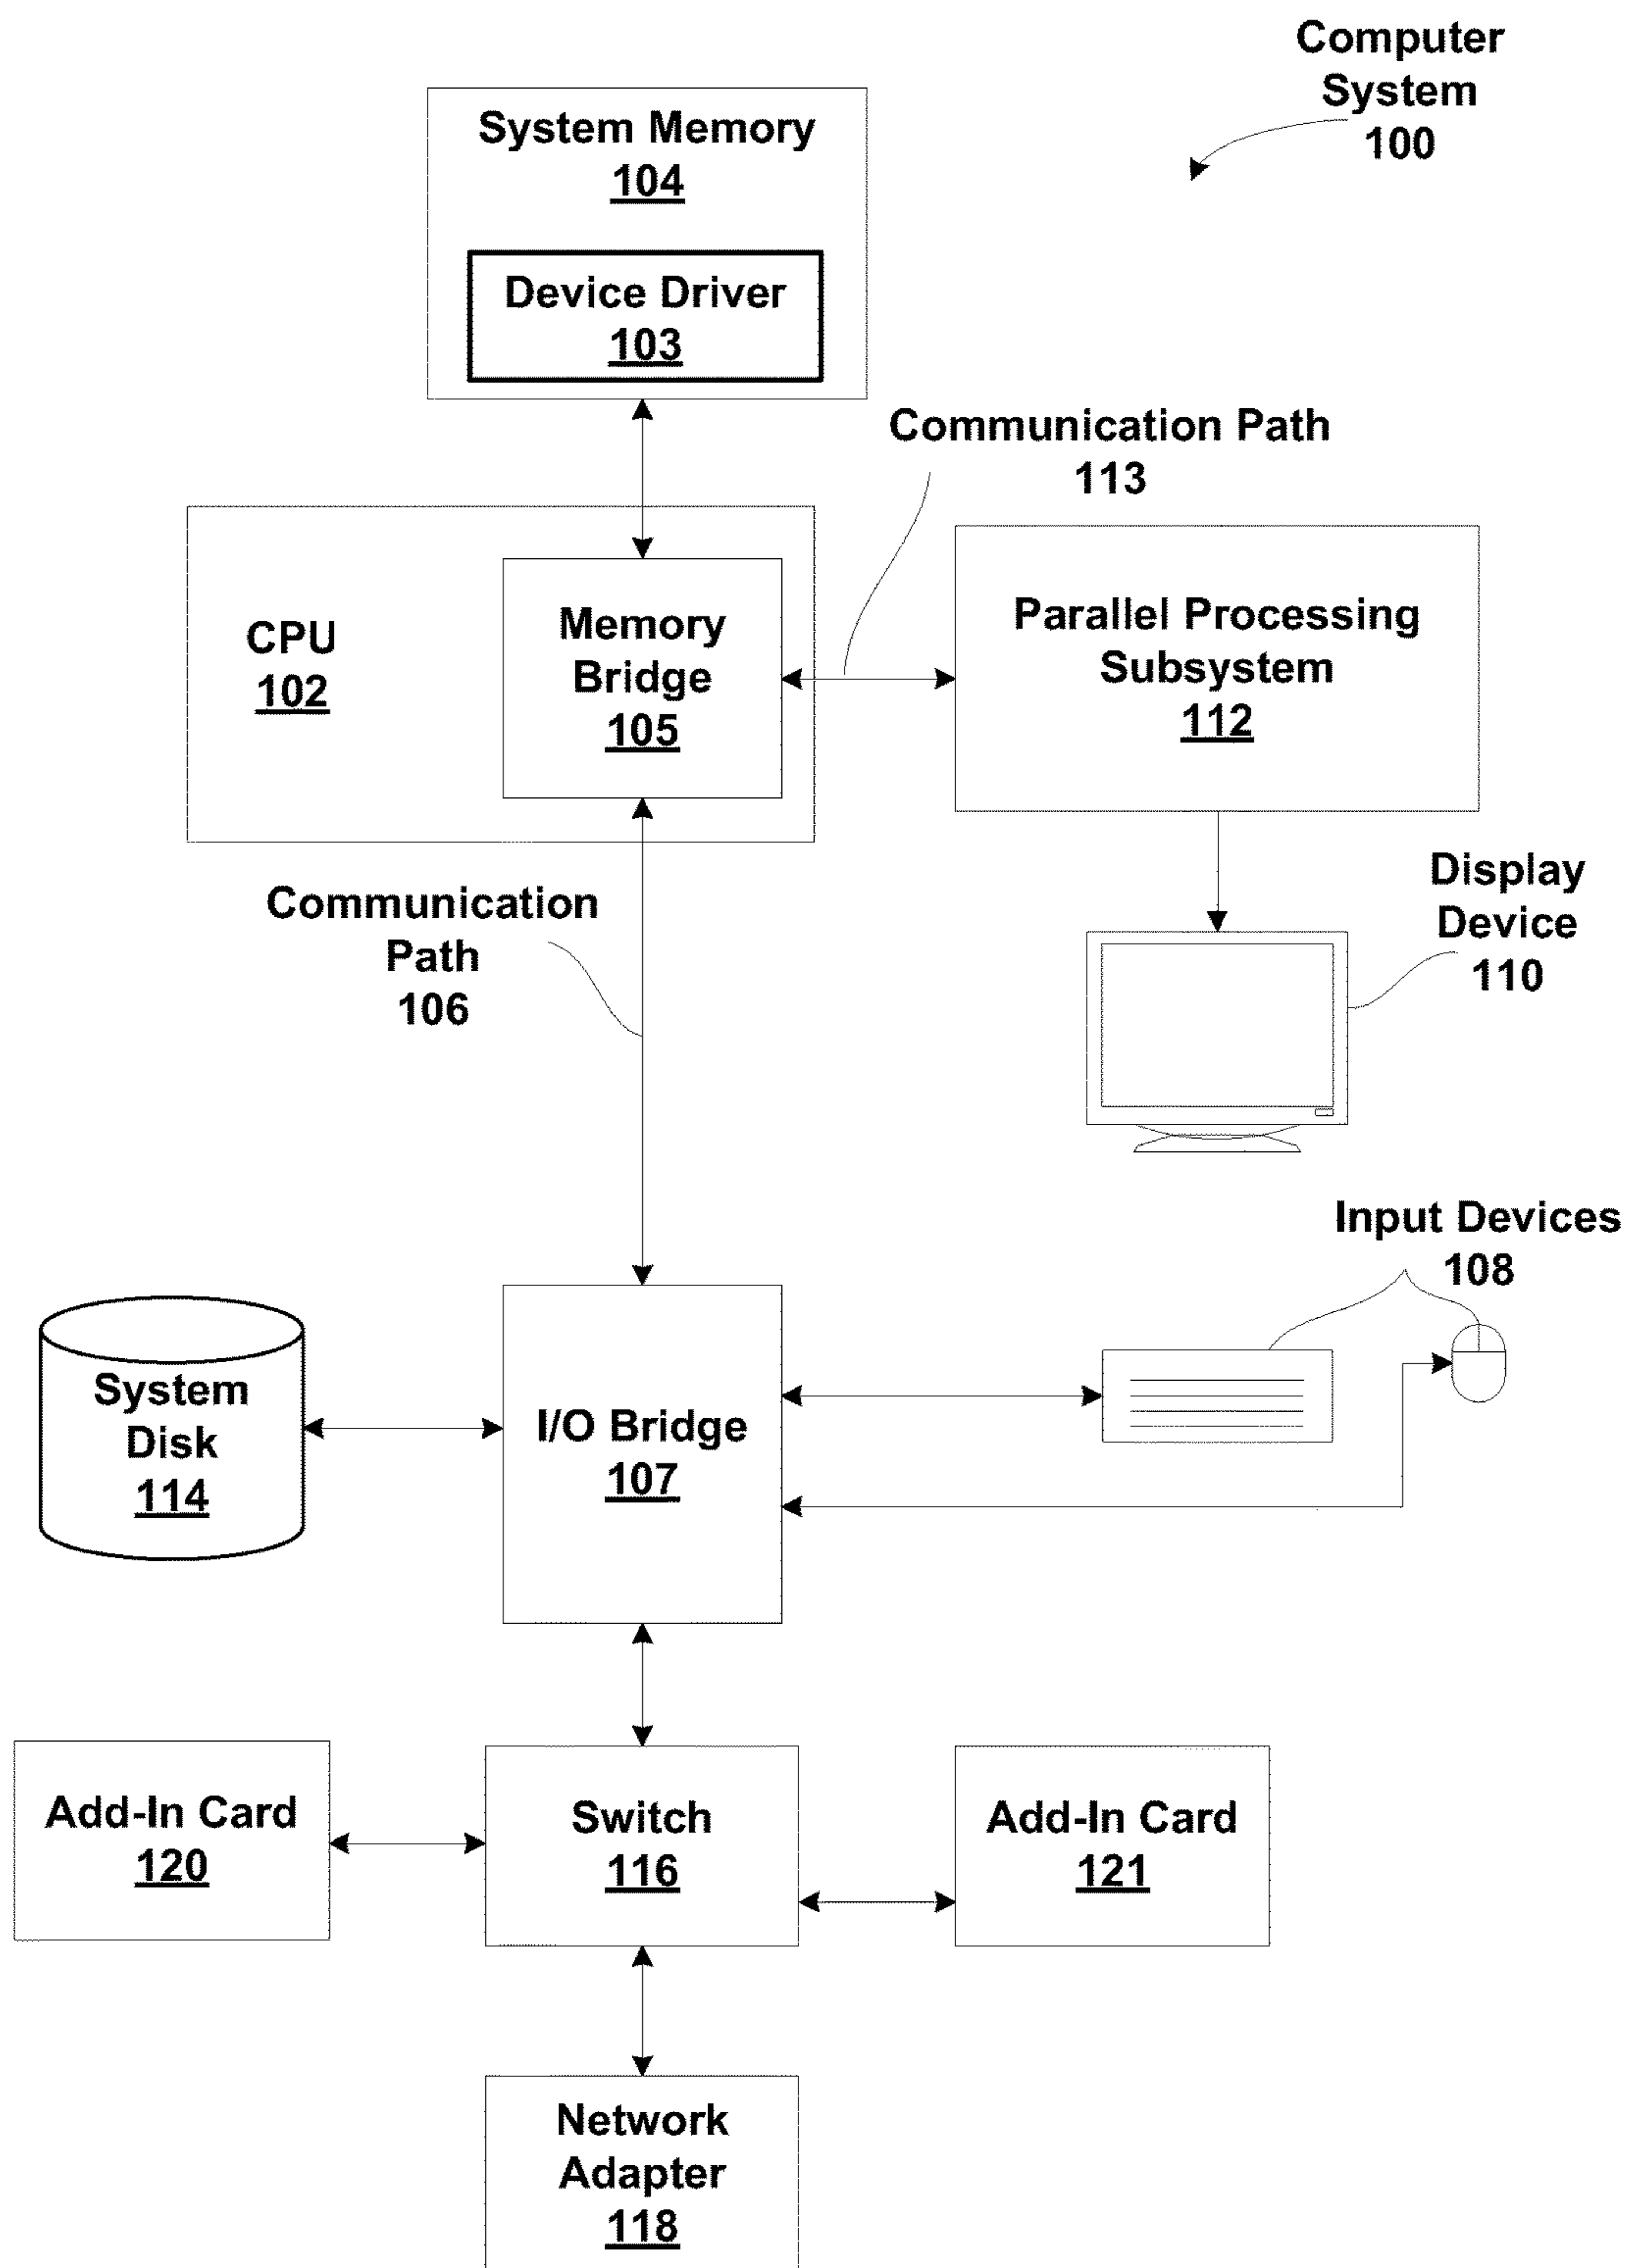 Computer
System
100
System Memory
104
Device Driver
103
Communication Path
113
CPU
102
Memory
Bridge
105
Parallel Processing
Subsystem
112
Communication
Path
106
Display
Device
110
Input Devices
108
System
Disk
114
I/O Bridge
107
Add-In Card
120
Switch
116
Add-In Card
121
Network
Adapter
118